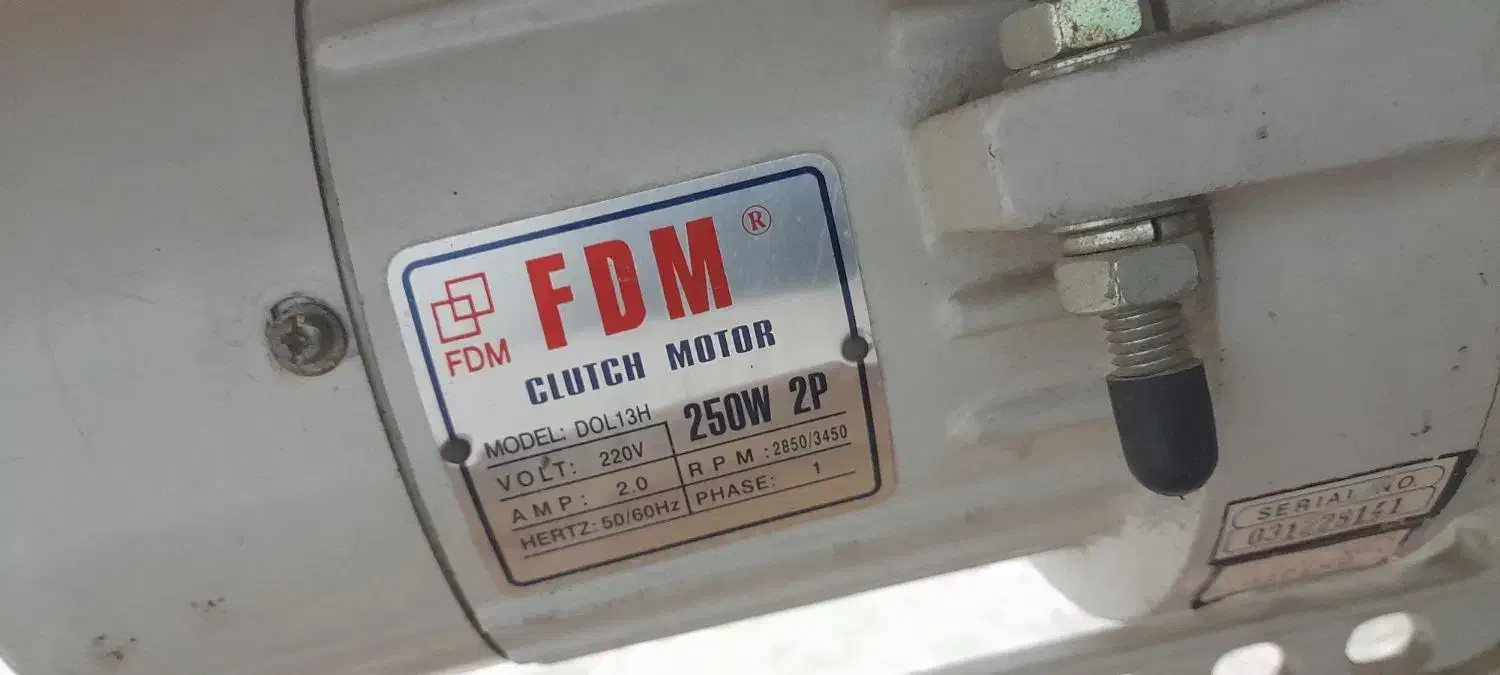 FDM ®
FDM
CLUTCH MOTOR
MODEL: DOL13H
250W 2P
VOLT: 220V
RPM: 2850/3450
AMP: 2.0
PHASE: 1
HERTZ: 50/60Hz
SERIAL NO.